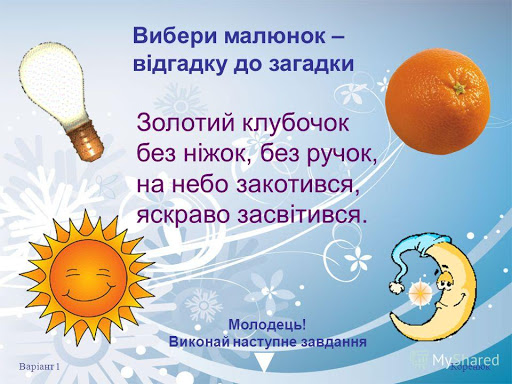 Вибери малюнок –
відгадку до загадки
Золотий клубочок
без ніжок, без ручок,
на небо закотився,
яскраво засвітився.
Молодець!
Виконай наступне завдання
Варіант 1
MyShared